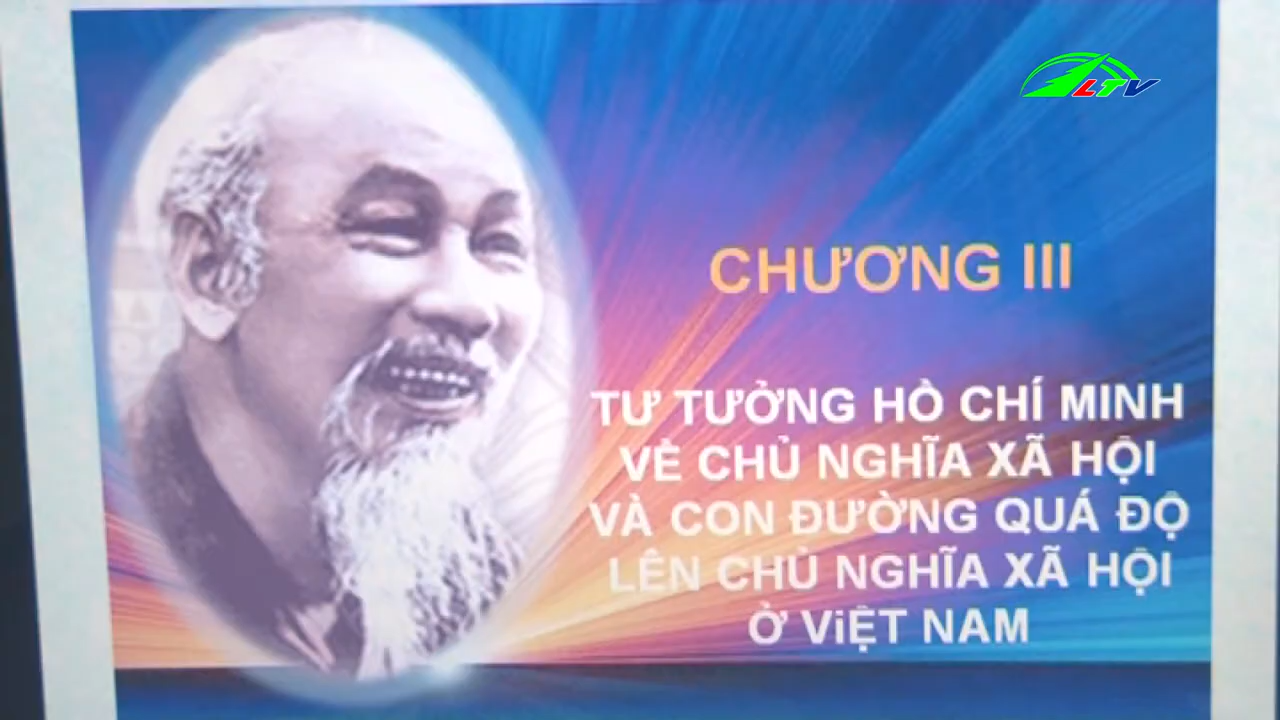 LTV
CHƯƠNG III
TƯ TƯỞNG HỒ CHÍ MINH
VỀ CHỦ NGHĨA XÃ HỘI
VÀ CON ĐƯỜNG QUÁ ĐỘ
LÊN CHỦ NGHĨA XÃ HỘI
Ở ViỆT NAM